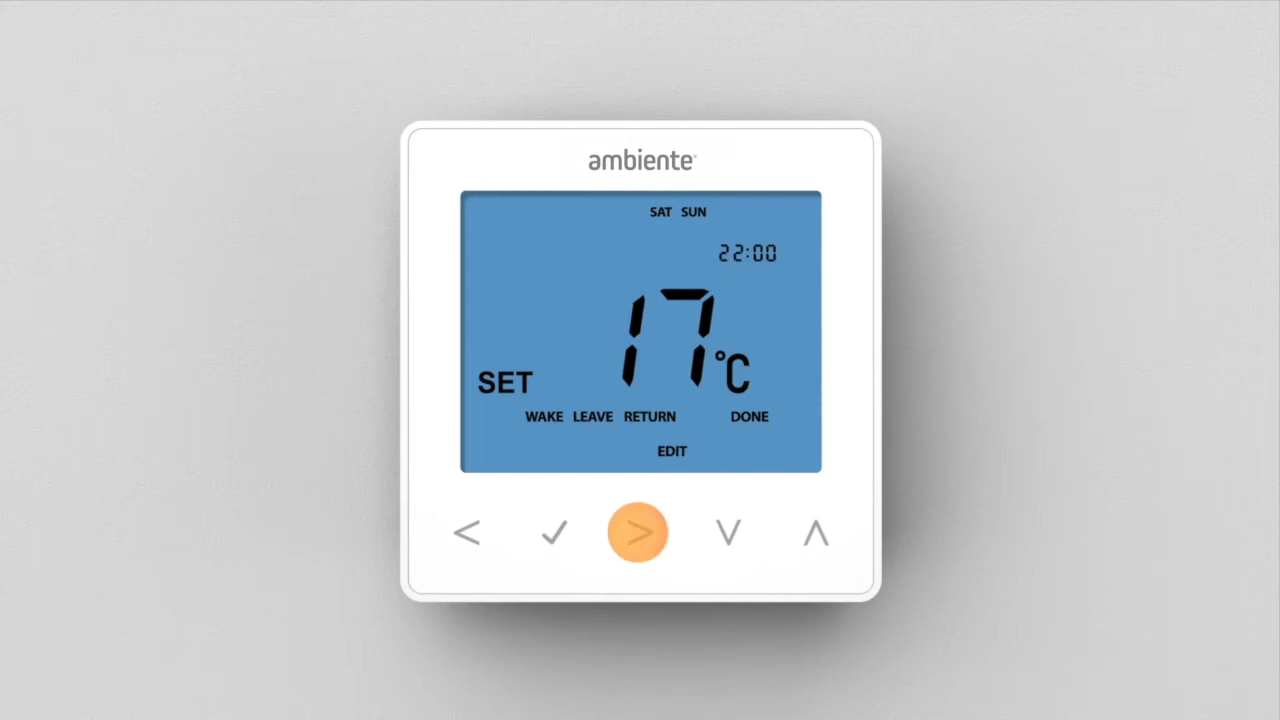 ambiente®
SAT SUN
22:00
17°C
SET
WAKE LEAVE RETURN DONE
EDIT